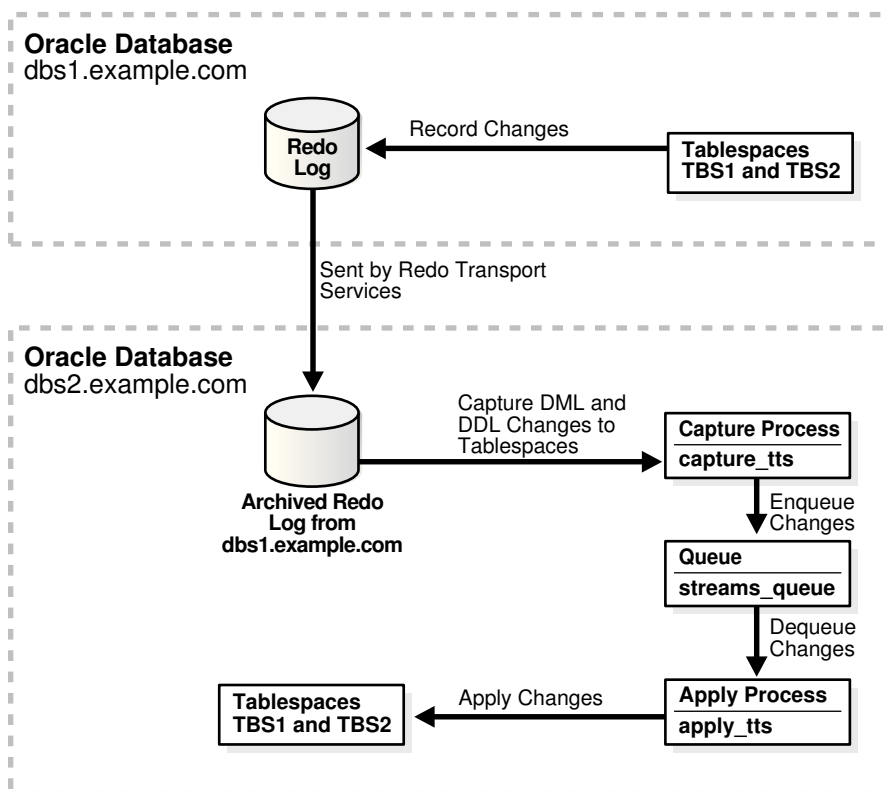 Oracle Database
dbs1.example.com
Record Changes
Redo
Log
Tablespaces
TBS1 and TBS2
Sent by Redo Transport
Services
Oracle Database
dbs2.example.com
Capture DML and
DDL Changes to
Tablespaces
Capture Process
capture_tts
Archived Redo
Log from
dbs1.example.com
Enqueue
Changes
Queue
streams_queue
Dequeue
Changes
Tablespaces
TBS1 and TBS2
Apply Changes
Apply Process
apply_tts